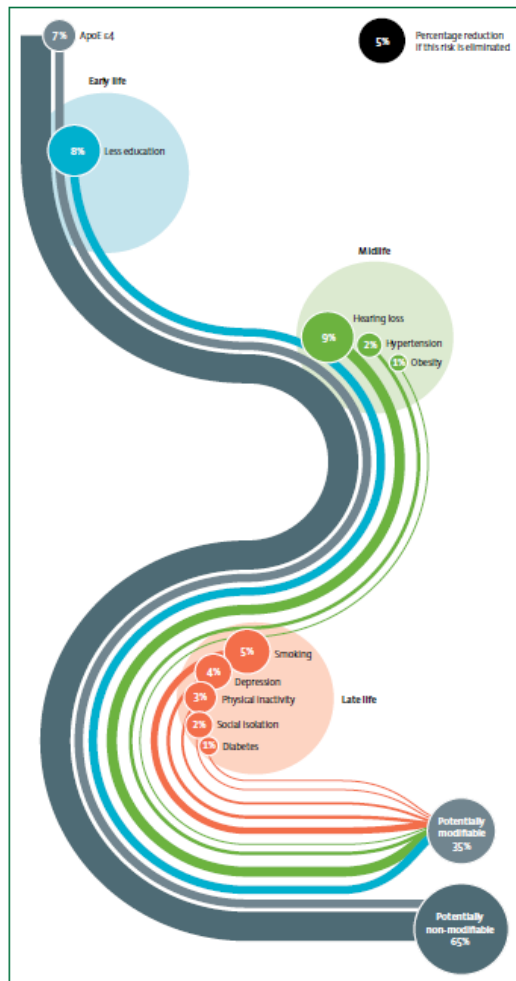 7%
ApoE ε4
5%
Percentage reduction
if this risk is eliminated
Early life
8%
Less education
Midlife
Hearing loss
9%
2%
Hypertension
1%
Obesity
5%
Smoking
4%
Depression
3%
Physical inactivity
Late life
2%
Social isolation
1%
Diabetes
Potentially
modifiable
35%
Potentially
non-modifiable
65%